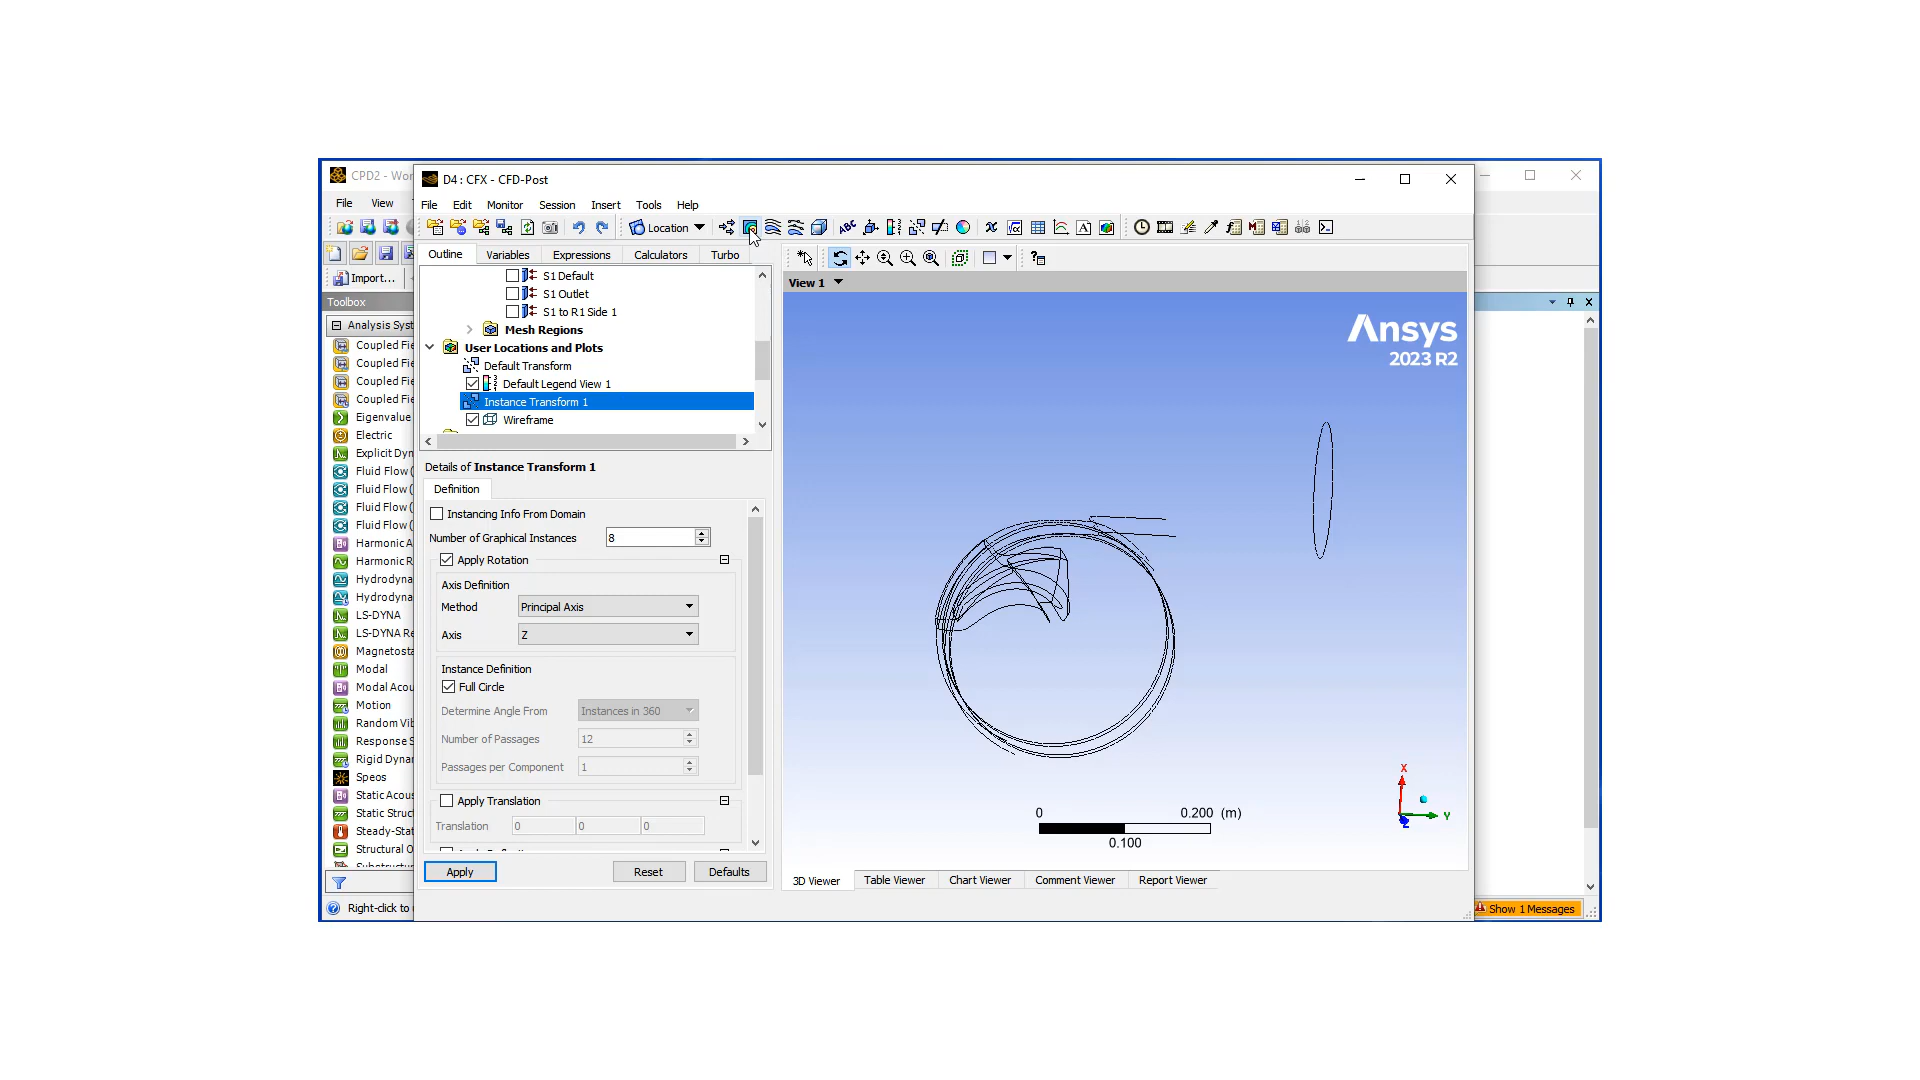 CPD2 - Wor
D4 : CFX - CFD-Post
File View
File Edit Monitor Session Insert Tools Help
Location
Import...
Outline Variables Expressions Calculators Turbo
Toolbox
Analysis Syst
Coupled Fie
Coupled Fie
Coupled Fie
Coupled Fie
Eigenvalue
Electric
Explicit Dyn
Fluid Flow (
Fluid Flow (
Fluid Flow (
Fluid Flow (
Harmonic A
Harmonic R
Hydrodyna
Hydrodyna
LS-DYNA
LS-DYNA Re
Magnetosta
Modal
Modal Acou
Motion
Random Vib
Response S
Rigid Dynam
Speos
Static Acous
Static Struct
Steady-Stat
Structural O
Right-click to
S1 Default
S1 Outlet
S1 to R1 Side 1
Mesh Regions
User Locations and Plots
Default Transform
Default Legend View 1
Instance Transform 1
Wireframe
Details of Instance Transform 1
Definition
Instancing Info From Domain
Number of Graphical Instances 8
Apply Rotation
Axis Definition
Method Principal Axis
Axis Z
Instance Definition
Full Circle
Determine Angle From Instances in 360
Number of Passages 12
Passages per Component 1
Apply Translation
Translation 0 0 0
Apply Reset Defaults
View 1
Ansys
2023 R2
X
Y
Z
0 0.200 (m)
0.100
3D Viewer Table Viewer Chart Viewer Comment Viewer Report Viewer
Show 1 Messages